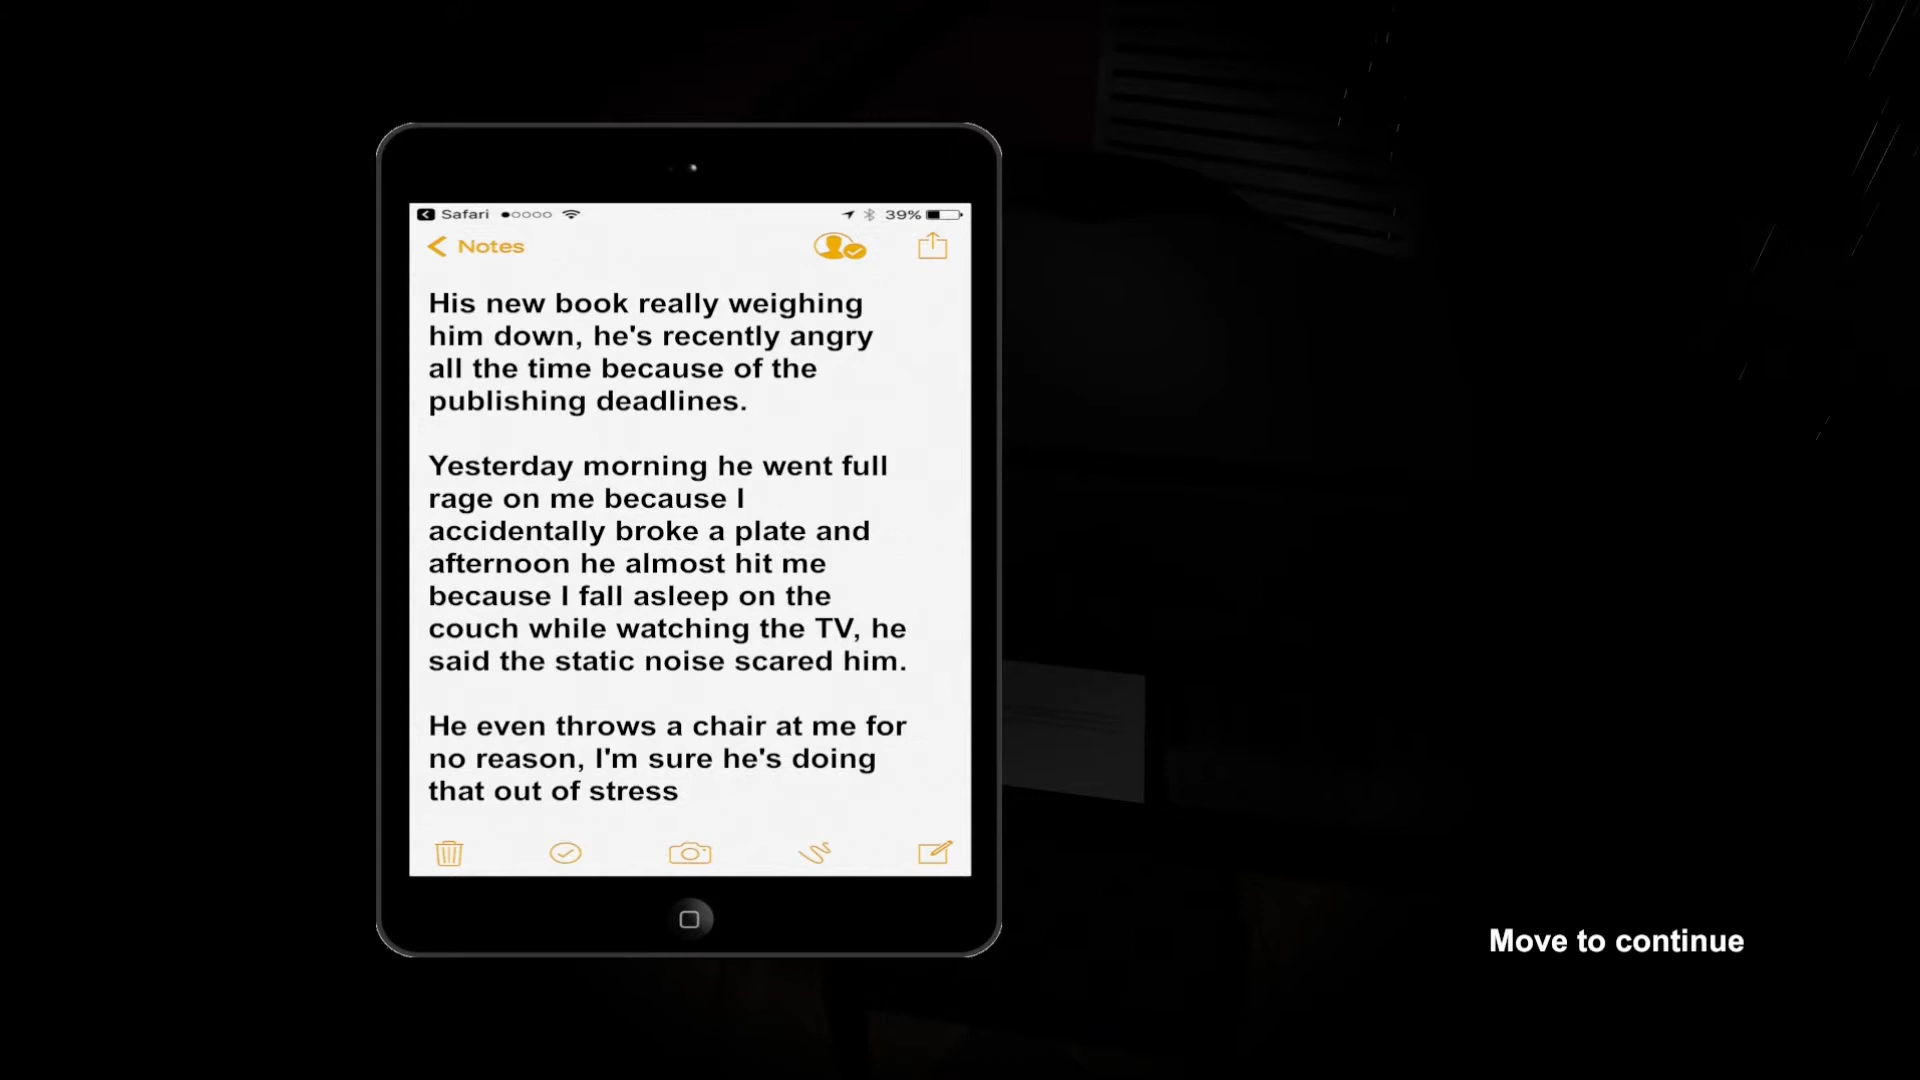 Safari 39%
Notes
His new book really weighing
him down, he's recently angry
all the time because of the
publishing deadlines.
Yesterday morning he went full
rage on me because I
accidentally broke a plate and
afternoon he almost hit me
because I fall asleep on the
couch while watching the TV, he
said the static noise scared him.
He even throws a chair at me for
no reason, I'm sure he's doing
that out of stress
Move to continue